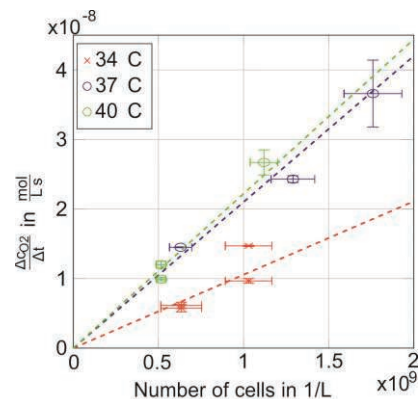 x10⁻⁸
4
3
2
1
0
34 C
37 C
40 C
ΔcO2/Δt in mol/L s
0 0.5 1 1.5 2
x10⁹
Number of cells in 1/L